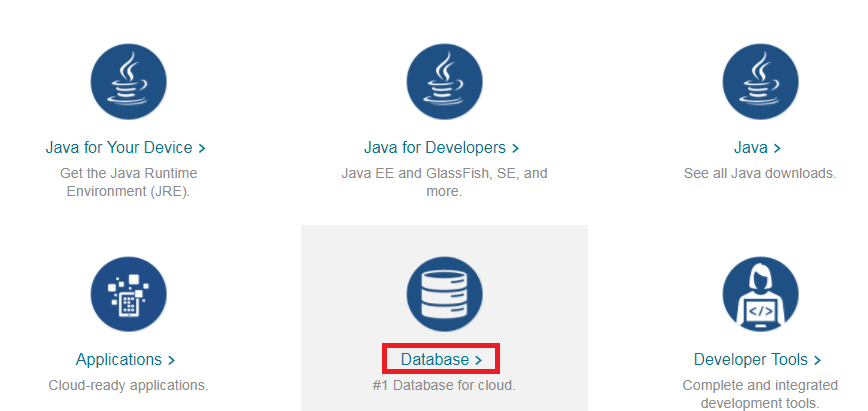 Java for Your Device >
Java for Developers >
Java >
Get the Java Runtime
Environment (JRE).
Java EE and GlassFish, SE, and
more.
See all Java downloads.
</>
Applications >
Database >
Developer Tools >
Cloud-ready applications.
#1 Database for cloud.
Complete and integrated
development tools.